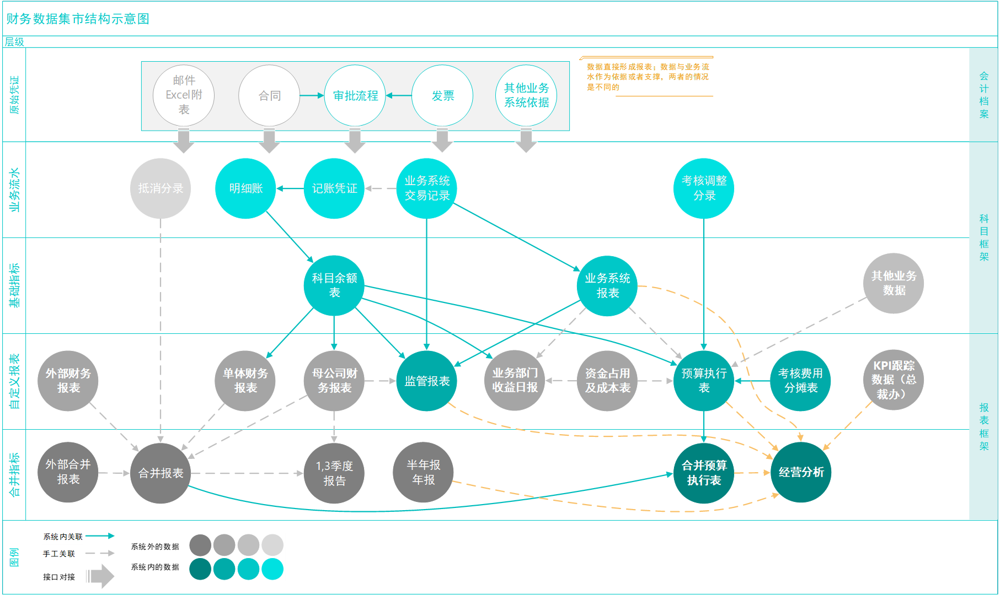 财务数据集市结构示意图
层级
原始凭证
邮件
Excel附
表
合同
审批流程
发票
其他业务
系统依据
数据直接形成报表；数据与业务流
水作为依据或者支撑，两者的情况
是不同的
会
计
档
案
业务流水
抵消分录
明细账
记账凭证
业务系统
交易记录
考核调整
分录
科
目
框
架
基础指标
科目余额
表
业务系统
报表
其他业务
数据
自定义报表
外部财务
报表
单体财务
报表
母公司财
务报表
监管报表
业务部门
收益日报
资金占用
及成本表
预算执行
表
考核费用
分摊表
KPI跟踪
数据（总
裁办）
报
表
框
架
合并指标
外部合并
报表
合并报表
1,3季度
报告
半年报
年报
合并预算
执行表
经营分析
图例
系统内关联
手工关联
接口对接
系统外的数据
系统内的数据